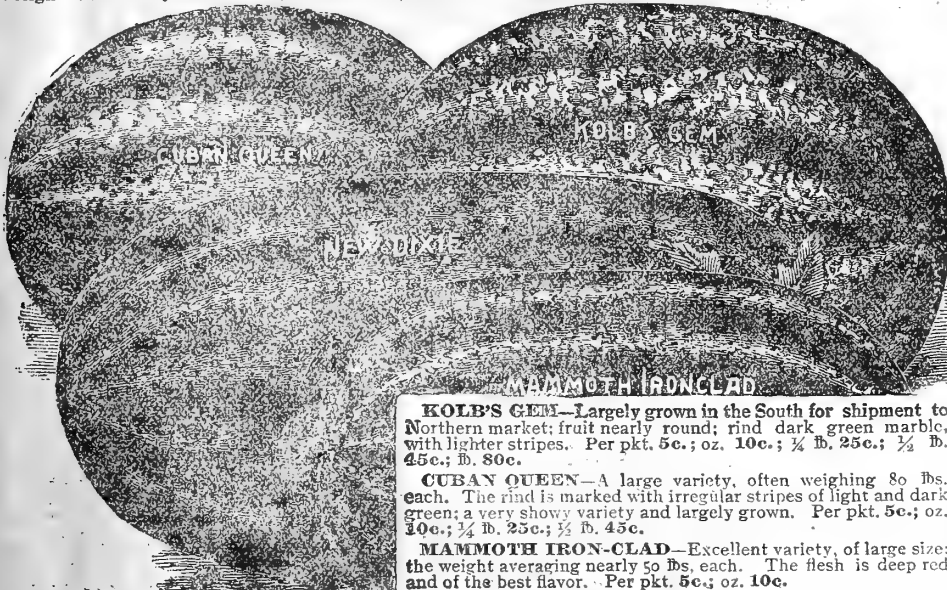 CUBAN QUEEN
KOLB'S GEM
NEW DIXIE
MAMMOTH IRONCLAD
KOLB'S GEM—Largely grown in the South for shipment to
Northern market; fruit nearly round; rind dark green marble,
with lighter stripes. Per pkt. 5c.; oz. 10c.; ¼ lb. 25c.; ½ lb.
45c.; lb. 80c.
CUBAN QUEEN—A large variety, often weighing 80 lbs.
each. The rind is marked with irregular stripes of light and dark
green; a very showy variety and largely grown. Per pkt. 5c.; oz.
10c.; ¼ lb. 25c.; ½ lb. 45c.
MAMMOTH IRON-CLAD—Excellent variety, of large size;
the weight averaging nearly 50 lbs, each. The flesh is deep red
and of the best flavor. Per pkt. 5c.; oz. 10c.